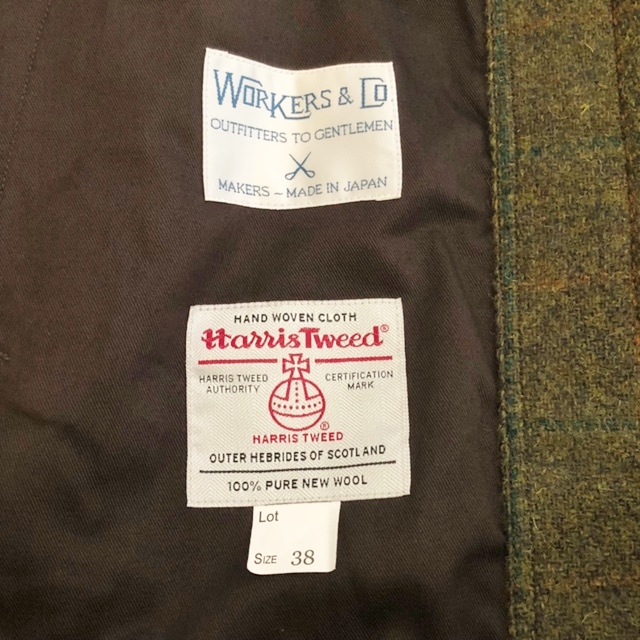 WORKERS & CO
OUTFITTERS TO GENTLEMEN
MAKERS ~ MADE IN JAPAN
HAND WOVEN CLOTH
Harris Tweed®
HARRIS TWEED AUTHORITY
CERTIFICATION MARK
®
HARRIS TWEED
OUTER HEBRIDES OF SCOTLAND
100% PURE NEW WOOL
Lot
SIZE 38